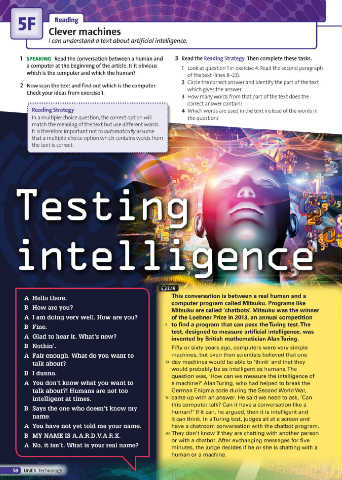 5F
Reading
Clever machines
I can understand a text about artificial intelligence.
1 SPEAKING Read the conversation between a human and
a computer at the beginning of the article. Is it obvious
which is the computer and which the human?
2 Now scan the text and find out which is the computer.
Check your ideas from exercise 1.
Reading Strategy
In a multiple-choice question, the correct option will
match the meaning of the text but use different words.
It is therefore important not to automatically assume
that a multiple-choice option which contains words from
the text is correct.
3 Read the Reading Strategy. Then complete these tasks.
1 Look at question 1 in exercise 4. Read the second paragraph
of the text (lines 8–23).
2 Circle the correct answer and identify the part of the text
which gives the answer.
3 How many words from that part of the text does the
correct answer contain?
4 Which words are used in the text instead of the words in
the question?
Testing
intelligence
A Hello there.
B How are you?
A I am doing very well. How are you?
B Fine.
A Glad to hear it. What's new?
B Nothin'.
A Fair enough. What do you want to
talk about?
B I dunno.
A You don't know what you want to
talk about?! Humans are not too
intelligent at times.
B Says the one who doesn't know my
name.
A You have not yet told me your name.
B MY NAME IS A.A.R.D.V.A.R.K.
A No, it isn't. What is your real name?
This conversation is between a real human and a
computer program called Mitsuku. Programs like
Mitsuku are called 'chatbots'. Mitsuku was the winner
of the Loebner Prize in 2013, an annual competition
to find a program that can pass the Turing test. The
test, designed to measure artificial intelligence, was
invented by British mathematician Alan Turing.
Fifty or sixty years ago, computers were very simple
machines, but even then scientists believed that one
day machines would be able to 'think' and that they
would probably be as intelligent as humans. The
question was, 'How can we measure the intelligence of
a machine?' Alan Turing, who had helped to break the
German Enigma code during the Second World War,
came up with an answer. He said we need to ask, 'Can
this computer talk? Can it have a conversation like a
human?' If it can, he argued, then it is intelligent and
it can think. In a Turing test, judges sit at a screen and
have a chatroom conversation with the chatbot program.
They don't know if they are chatting with another person
or with a chatbot. After exchanging messages for five
minutes, the judge decides if he or she is chatting with a
human or a machine.
58 Unit 5 Technology